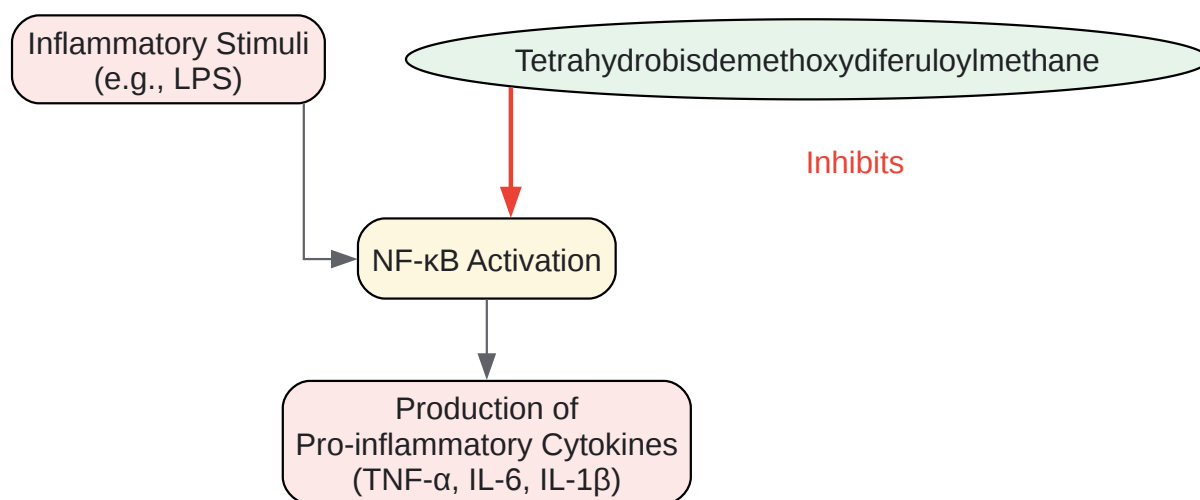 Inflammatory Stimuli
(e.g., LPS)
Tetrahydrobisdemethoxydiferuloylmethane
Inhibits
NF-κB Activation
Production of
Pro-inflammatory Cytokines
(TNF-α, IL-6, IL-1β)